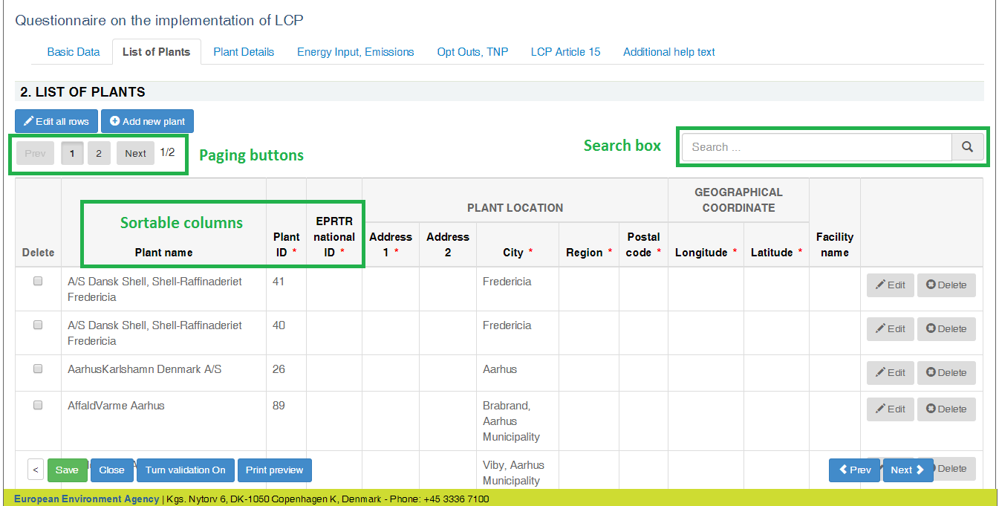 Questionnaire on the implementation of LCP
Basic Data List of Plants Plant Details Energy Input, Emissions Opt Outs, TNP LCP Article 15 Additional help text
2. LIST OF PLANTS
Edit all rows Add new plant
Prev 1 2 Next 1/2 Paging buttons Search box Search ...
Sortable columns
Delete Plant name Plant ID * EPRTR national ID * PLANT LOCATION GEOGRAPHICAL COORDINATE
Address 1 * Address 2 City * Region * Postal code * Longitude * Latitude * Facility name
A/S Dansk Shell, Shell-Raffinaderiet 41 Fredericia Edit Delete
Fredericia
A/S Dansk Shell, Shell-Raffinaderiet 40 Fredericia Edit Delete
Fredericia
AarhusKarlshamn Denmark A/S 26 Aarhus Edit Delete
AffaldVarme Aarhus 89 Brabrand, Edit Delete
Aarhus
Municipality
Viby, Aarhus Delete
Municipality
< Save Close Turn validation On Print preview Prev Next
European Environment Agency | Kgs. Nytorv 6, DK-1050 Copenhagen K, Denmark - Phone: +45 3336 7100